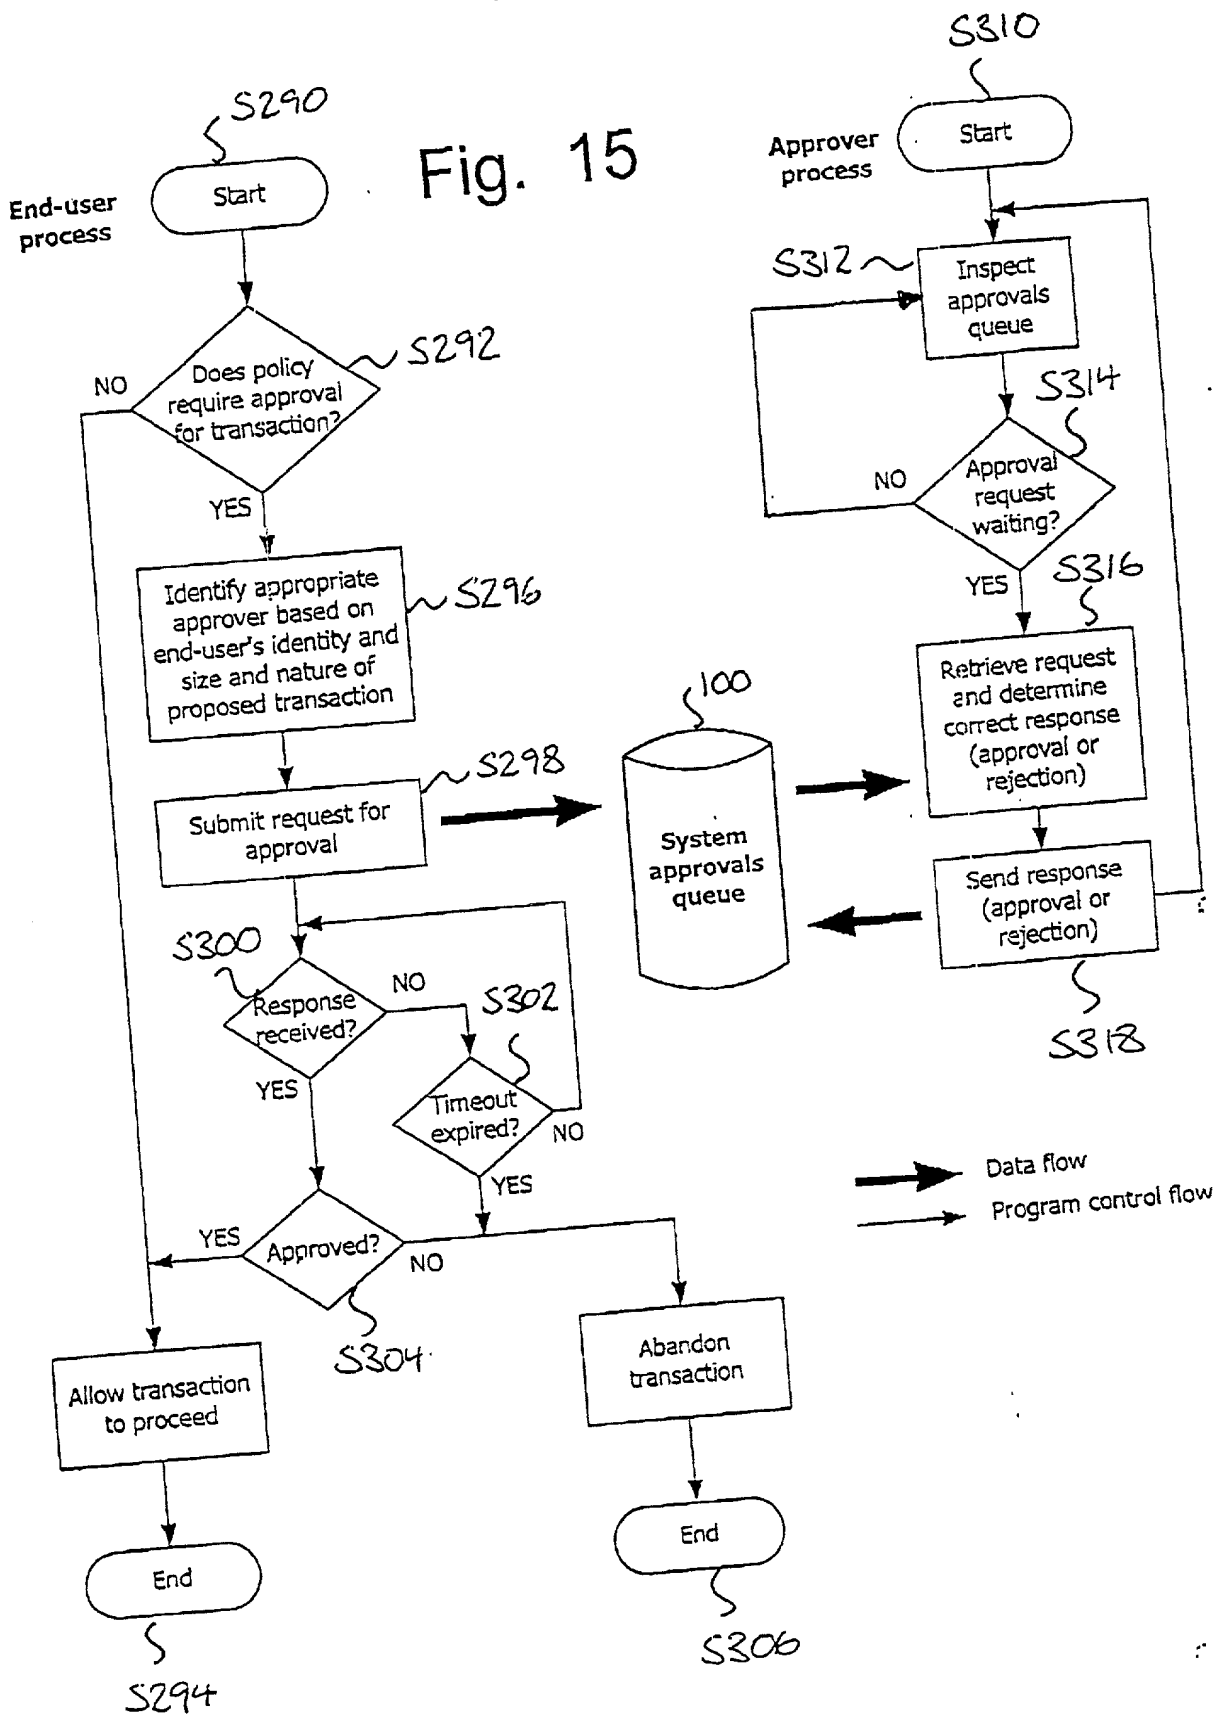 Fig. 15
End-user
process
S290
Start
S292
Does policy
require approval
for transaction?
NO
YES
S296
Identify appropriate
approver based on
end-user's identity and
size and nature of
proposed transaction
S298
Submit request for
approval
S300
Response
received?
NO
YES
S302
Timeout
expired?
NO
YES
Approved?
YES
NO
S304
Allow transaction
to proceed
End
S294
Abandon
transaction
End
S306
100
System
approvals
queue
Approver
process
S310
Start
S312
Inspect
approvals
queue
S314
Approval
request
waiting?
NO
YES
S316
Retrieve request
and determine
correct response
(approval or
rejection)
Send response
(approval or
rejection)
S318
Data flow
Program control flow